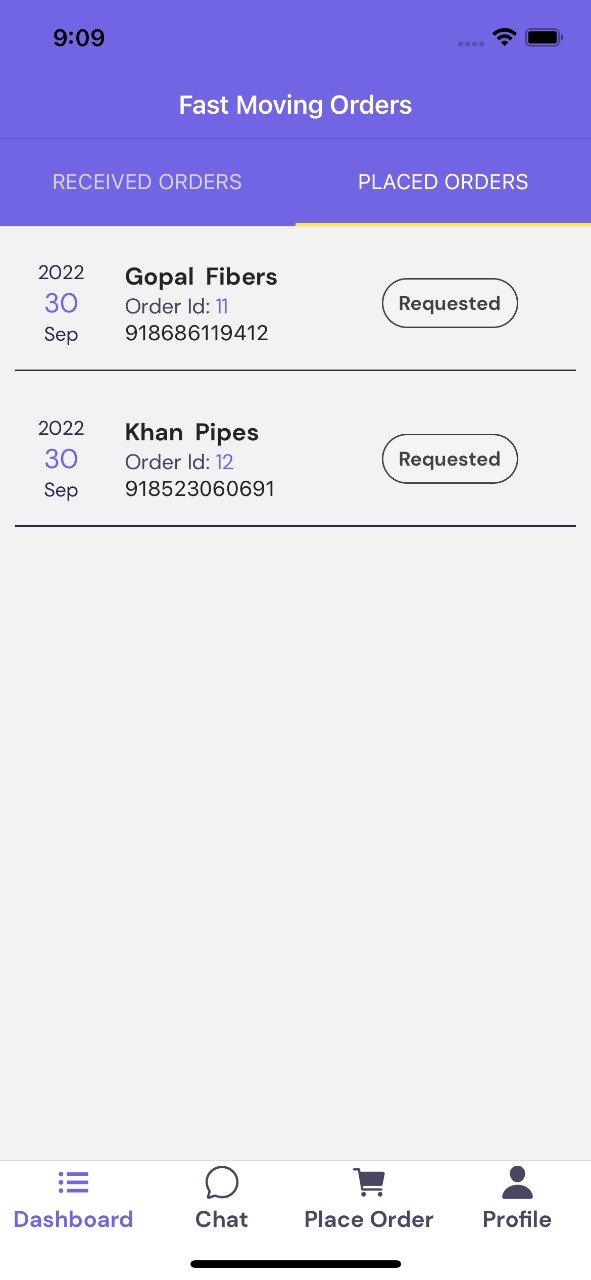 9:09
Fast Moving Orders
RECEIVED ORDERS PLACED ORDERS
2022
30
Sep
Gopal Fibers
Order Id: 11
918686119412
Requested
2022
30
Sep
Khan Pipes
Order Id: 12
918523060691
Requested
Dashboard Chat Place Order Profile